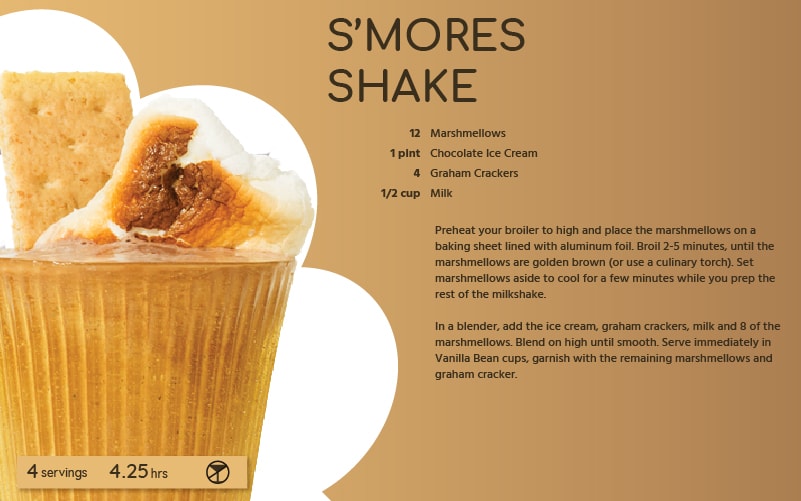 S'MORES
SHAKE
12 Marshmellows
1 pint Chocolate Ice Cream
4 Graham Crackers
1/2 cup Milk
Preheat your broiler to high and place the marshmellows on a
baking sheet lined with aluminum foil. Broil 2-5 minutes, until the
marshmellows are golden brown (or use a culinary torch). Set
marshmellows aside to cool for a few minutes while you prep the
rest of the milkshake.
In a blender, add the ice cream, graham crackers, milk and 8 of the
marshmellows. Blend on high until smooth. Serve immediately in
Vanilla Bean cups, garnish with the remaining marshmellows and
graham cracker.
4 servings 4.25 hrs